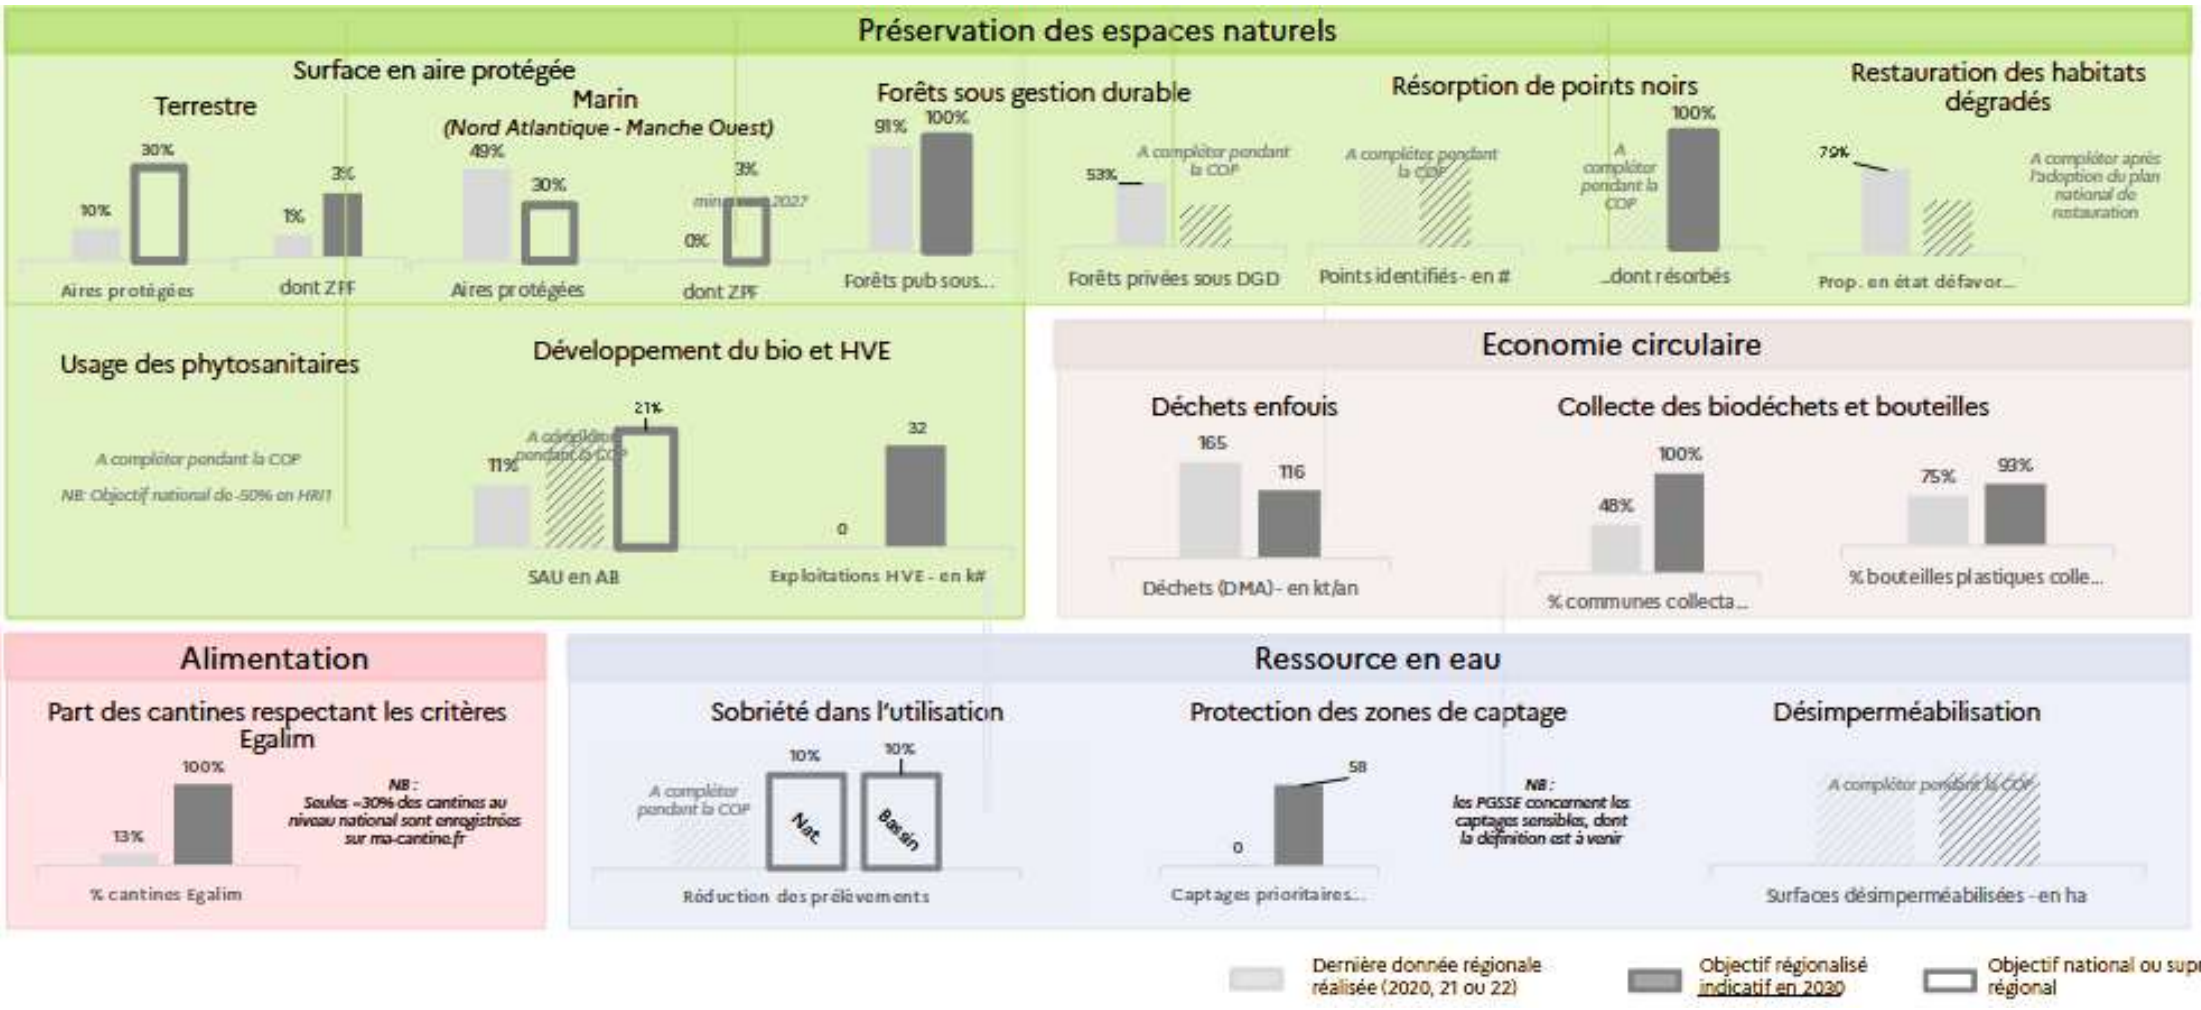 Préservation des espaces naturels
Surface en aire protégée
Terrestre
30%
10%
Aires protégées
3%
1%
dont ZPF
Marin
(Nord Atlantique - Manche Ouest)
49%
30%
Aires protégées
3%
2027
0%
dont ZPF
Forêts sous gestion durable
91%
100%
Forêts pub sous...
A compléter pendant
la COP
53%
Forêts privées sous DGD
Résorption de points noirs
A compléter pendant
la COP
Points identifiés - en #
100%
A
compléter
pendant la
COP
...dont résorbés
Restauration des habitats
dégradés
79%
A compléter après
l'adoption du plan
national de
restauration
Prop. en état défavor...
Usage des phytosanitaires
A compléter pendant la COP
NB: Objectif national de -50% en HRI1
Développement du bio et HVE
21%
A compléter
pendant la COP
11%
SAU en AB
32
0
Exploitations HVE - en k#
Economie circulaire
Déchets enfouis
165
116
Déchets (DMA) - en kt/an
Collecte des biodéchets et bouteilles
100%
48%
% communes collecta...
93%
75%
% bouteilles plastiques colle...
Alimentation
Part des cantines respectant les critères
Egalim
100%
13%
% cantines Egalim
NB :
Seules ~30% des cantines au
niveau national sont enregistrées
sur ma-cantine.fr
Ressource en eau
Sobriété dans l'utilisation
10%
10%
A compléter
pendant la COP
Nat.
Bassin
Réduction des prélèvements
Protection des zones de captage
58
0
Captages prioritaires...
NB :
les PGSSE concernent les
captages sensibles, dont
la définition est à venir
Désimperméabilisation
A compléter pendant la COP
Surfaces désimperméabilisées - en ha
Dernière donnée régionale
réalisée (2020, 21 ou 22)
Objectif régionalisé
indicatif en 2030
Objectif national ou supr
régional